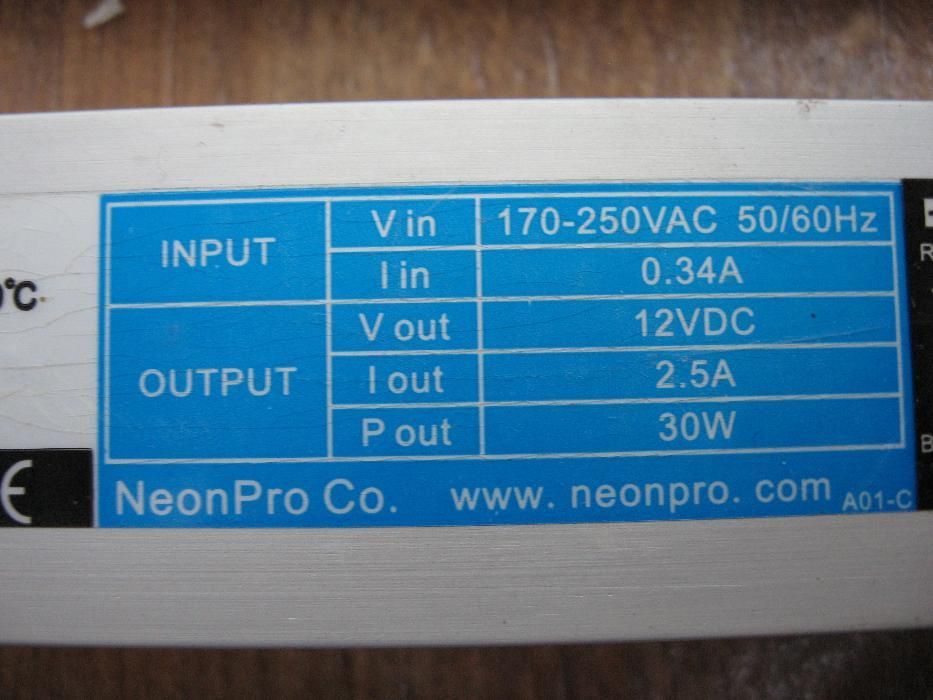 INPUT
V in 170-250VAC 50/60Hz
I in 0.34A
OUTPUT
V out 12VDC
I out 2.5A
P out 30W
°C
CE
NeonPro Co. www. neonpro. com A01-C
R
B